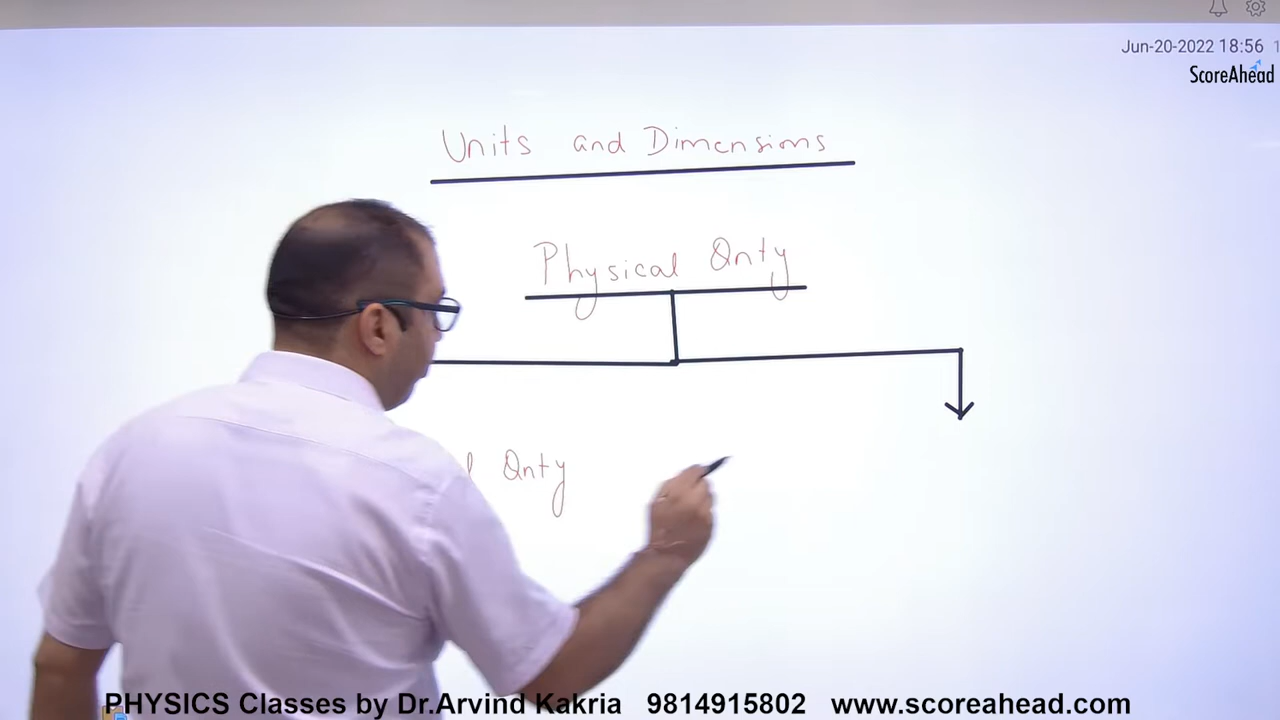 Jun-20-2022 18:56
ScoreAhead
Units and Dimensions
Physical Qnty
Qnty
PHYSICS Classes by Dr.Arvind Kakria 9814915802 www.scoreahead.com